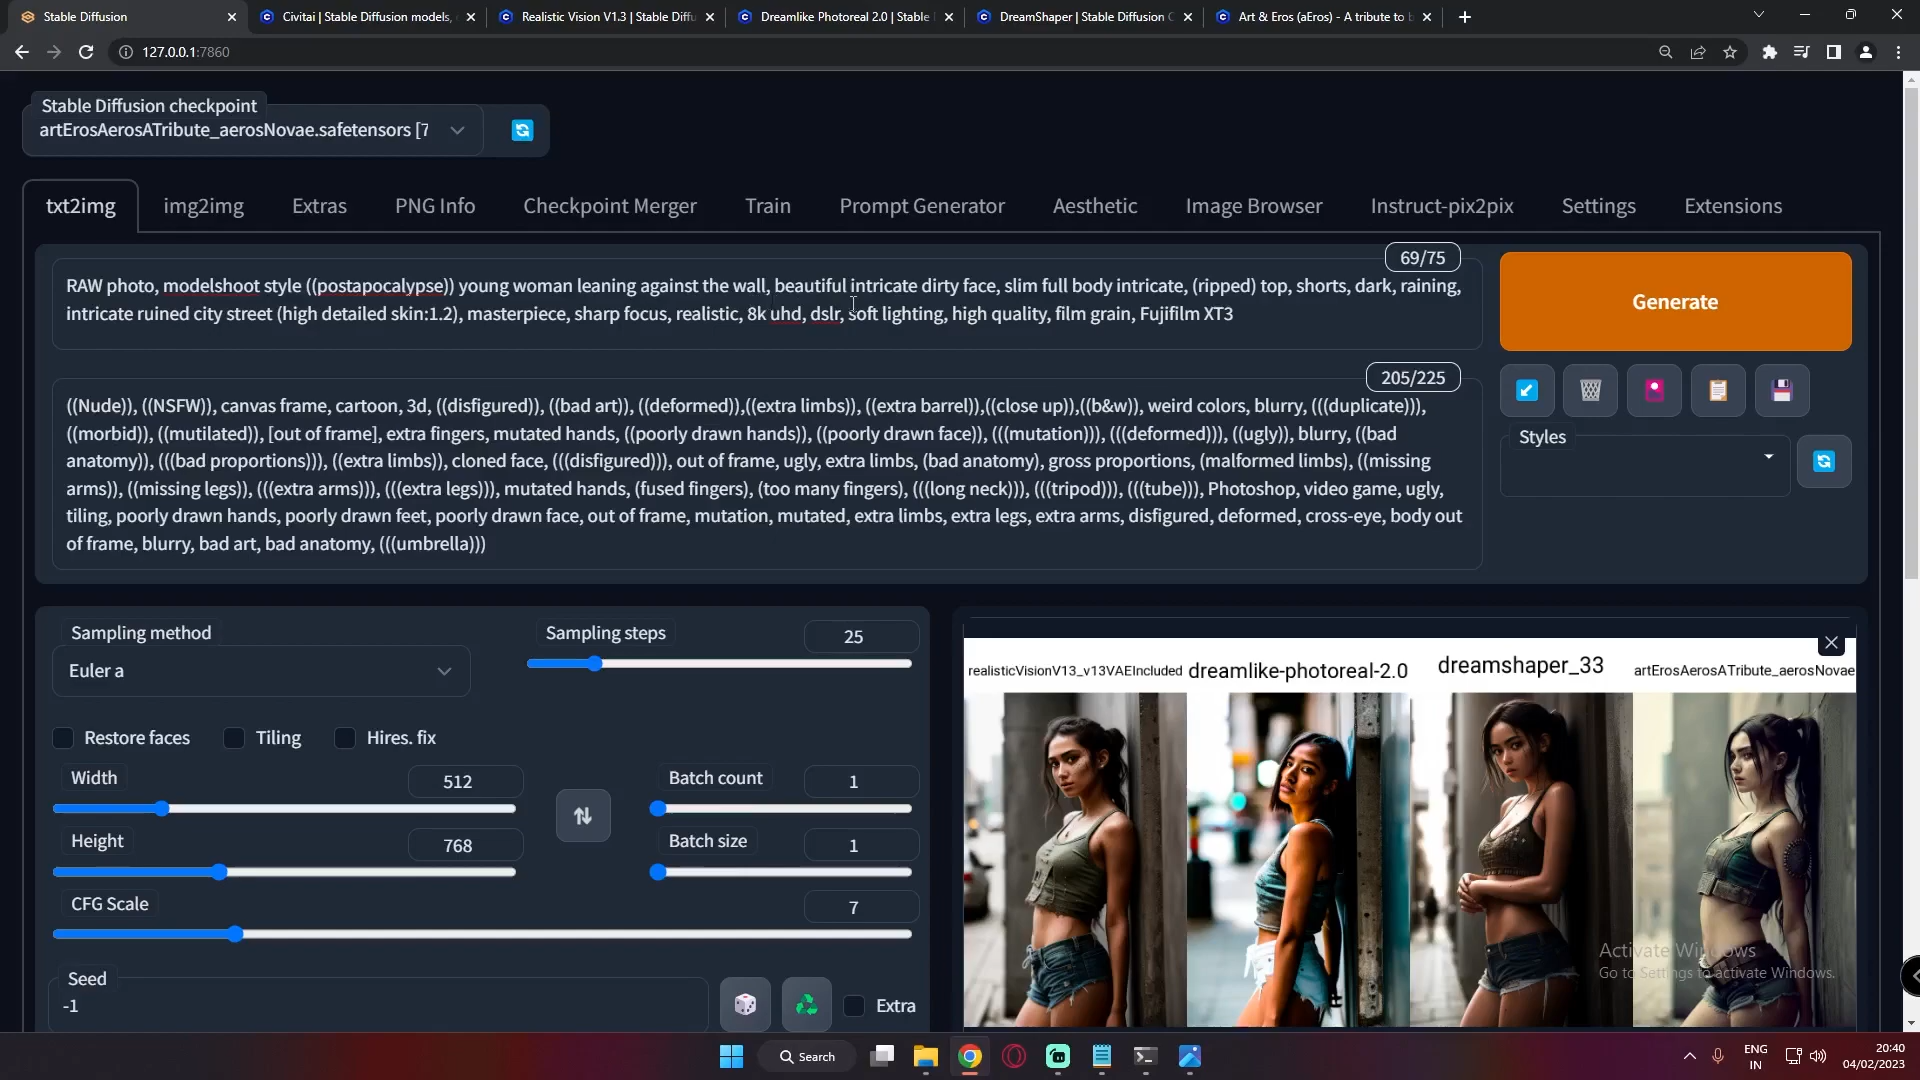 Stable Diffusion
Civitai | Stable Diffusion models,
Realistic Vision V1.3 | Stable Diffu
Dreamlike Photoreal 2.0 | Stable
DreamShaper | Stable Diffusion C
Art & Eros (aEros) - A tribute to b
127.0.0.1:7860
Stable Diffusion checkpoint
artErosAerosATribute_aerosNovae.safetensors [7
txt2img
img2img
Extras
PNG Info
Checkpoint Merger
Train
Prompt Generator
Aesthetic
Image Browser
Instruct-pix2pix
Settings
Extensions
69/75
RAW photo, modelshoot style ((postapocalypse)) young woman leaning against the wall, beautiful intricate dirty face, slim full body intricate, (ripped) top, shorts, dark, raining,
intricate ruined city street (high detailed skin:1.2), masterpiece, sharp focus, realistic, 8k uhd, dslr, soft lighting, high quality, film grain, Fujifilm XT3
Generate
205/225
((Nude)), ((NSFW)), canvas frame, cartoon, 3d, ((disfigured)), ((bad art)), ((deformed)),((extra limbs)), ((extra barrel)),((close up)),((b&w)), weird colors, blurry, (((duplicate))),
((morbid)), ((mutilated)), [out of frame], extra fingers, mutated hands, ((poorly drawn hands)), ((poorly drawn face)), (((mutation))), (((deformed))), ((ugly)), blurry, ((bad
anatomy)), (((bad proportions))), ((extra limbs)), cloned face, (((disfigured))), out of frame, ugly, extra limbs, (bad anatomy), gross proportions, (malformed limbs), ((missing
arms)), ((missing legs)), (((extra arms))), (((extra legs))), mutated hands, (fused fingers), (too many fingers), (((long neck))), (((tripod))), (((tube))), Photoshop, video game, ugly,
tiling, poorly drawn hands, poorly drawn feet, poorly drawn face, out of frame, mutation, mutated, extra limbs, extra legs, extra arms, disfigured, deformed, cross-eye, body out
of frame, blurry, bad art, bad anatomy, (((umbrella)))
Styles
Sampling method
Euler a
Sampling steps
25
Restore faces
Tiling
Hires. fix
Width
512
Batch count
1
Height
768
Batch size
1
CFG Scale
7
Seed
-1
Extra
realisticVisionV13_v13VAEIncluded
dreamlike-photoreal-2.0
dreamshaper_33
artErosAerosATribute_aerosNovae
Activate Windows
Go to Settings to activate Windows.
Search
ENG
IN
20:40
04/02/2023